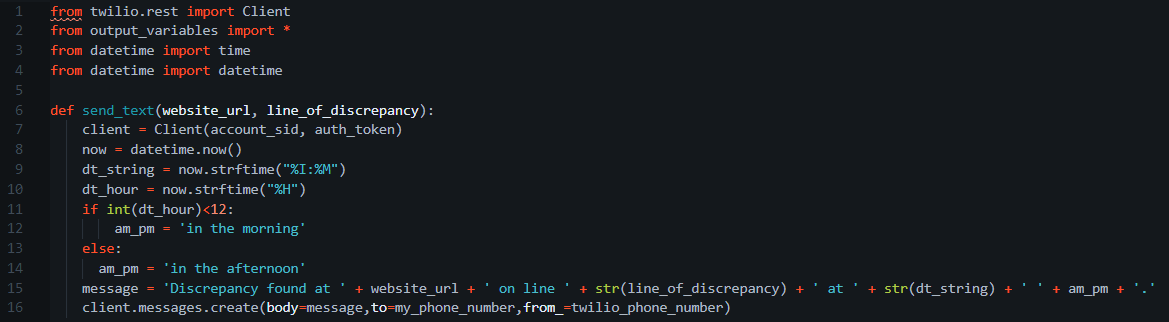 1 from twilio.rest import Client
2 from output_variables import *
3 from datetime import time
4 from datetime import datetime
5
6 def send_text(website_url, line_of_discrepancy):
7     client = Client(account_sid, auth_token)
8     now = datetime.now()
9     dt_string = now.strftime("%I:%M")
10     dt_hour = now.strftime("%H")
11     if int(dt_hour)<12:
12         am_pm = 'in the morning'
13     else:
14       am_pm = 'in the afternoon'
15     message = 'Discrepancy found at ' + website_url + ' on line ' + str(line_of_discrepancy) + ' at ' + str(dt_string) + ' ' + am_pm + '.'
16     client.messages.create(body=message,to=my_phone_number,from_=twilio_phone_number)